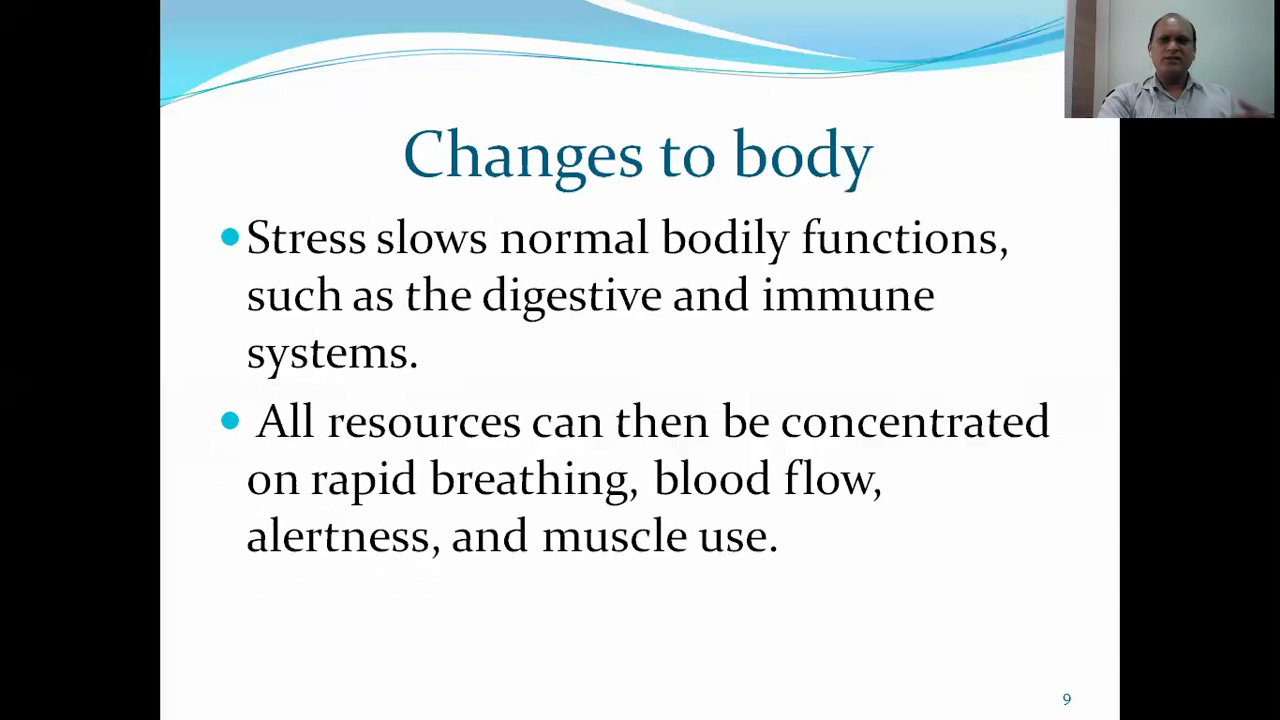 Changes to body
•Stress slows normal bodily functions,
such as the digestive and immune
systems.
• All resources can then be concentrated
on rapid breathing, blood flow,
alertness, and muscle use.
9